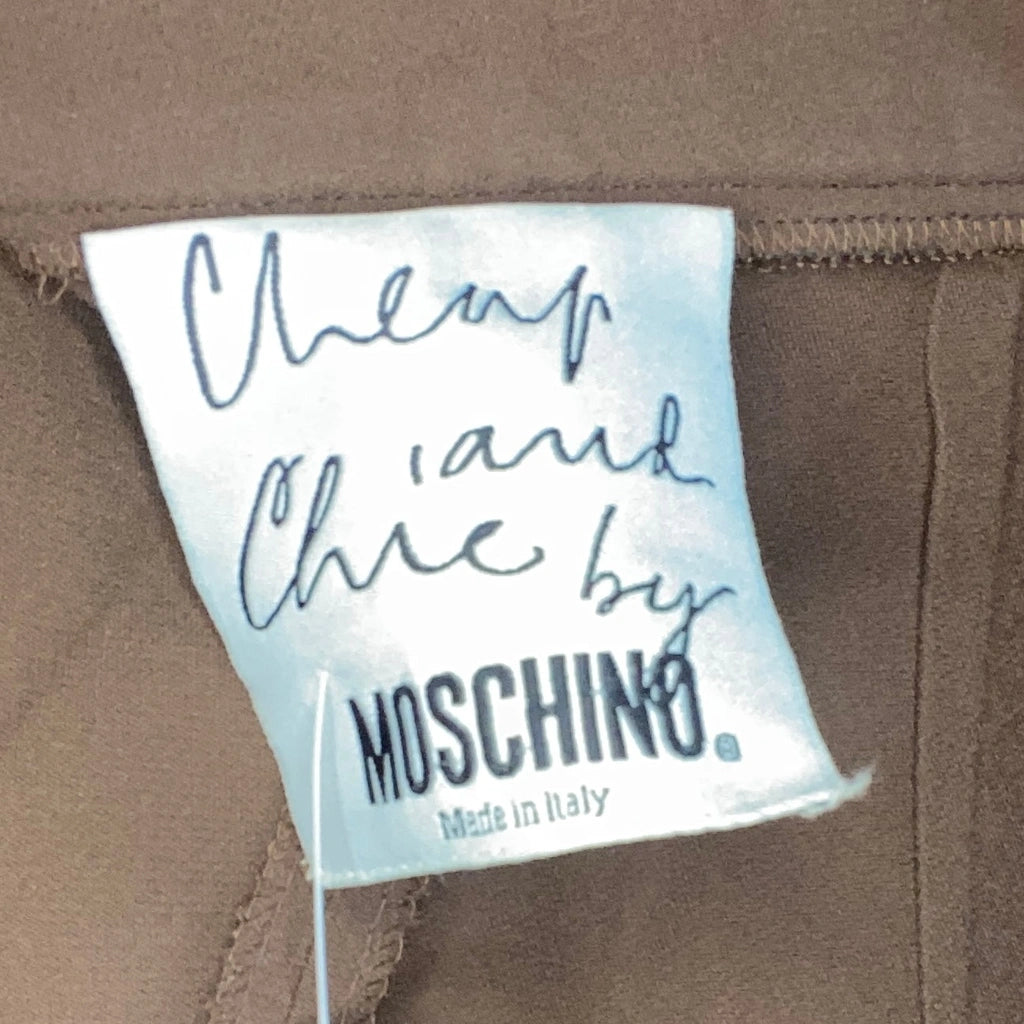 Cheap
and
Chic by
MOSCHINO®
Made in Italy